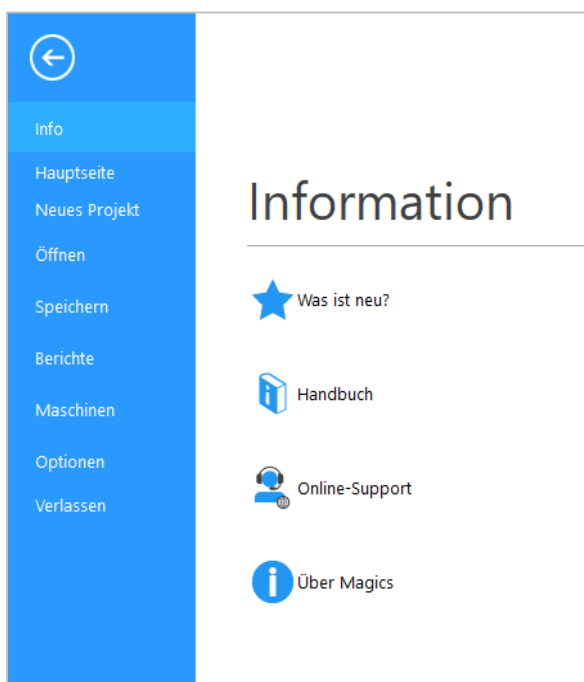 Info
Hauptseite
Neues Projekt
Öffnen
Speichern
Berichte
Maschinen
Optionen
Verlassen
Information
Was ist neu?
Handbuch
Online-Support
Über Magics